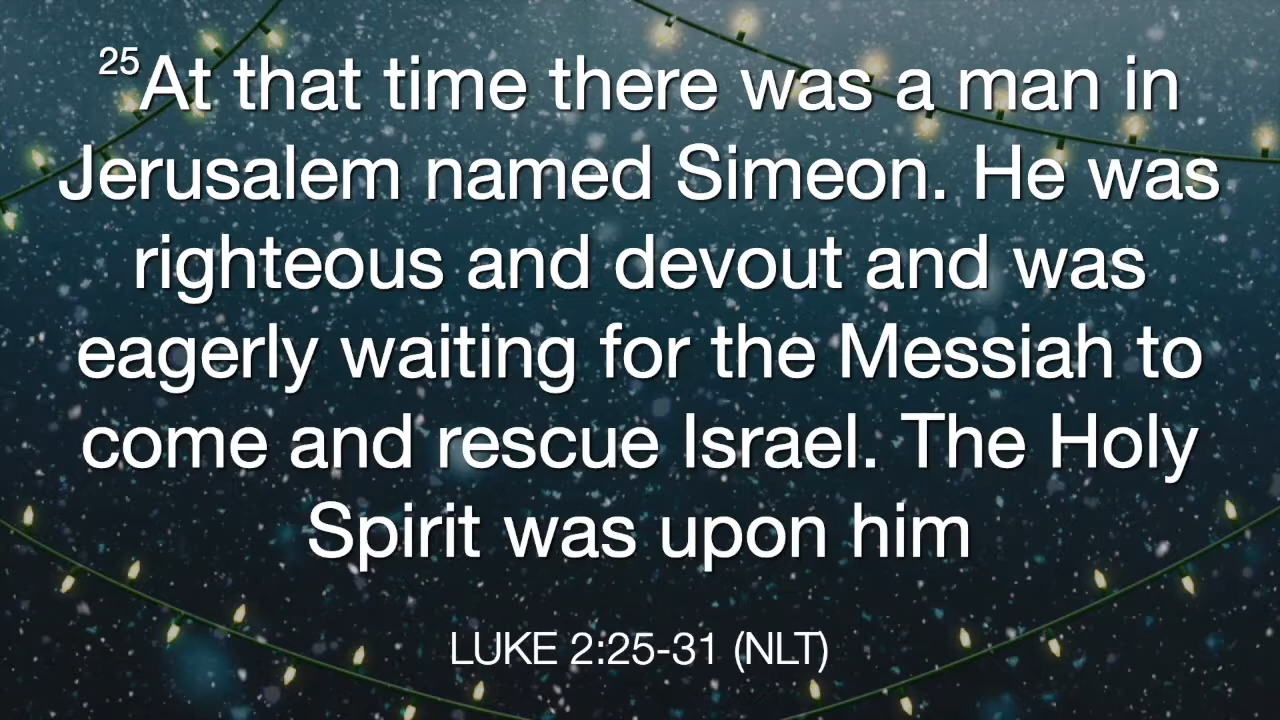 25At that time there was a man in
Jerusalem named Simeon. He was
righteous and devout and was
eagerly waiting for the Messiah to
come and rescue Israel. The Holy
Spirit was upon him
LUKE 2:25-31 (NLT)